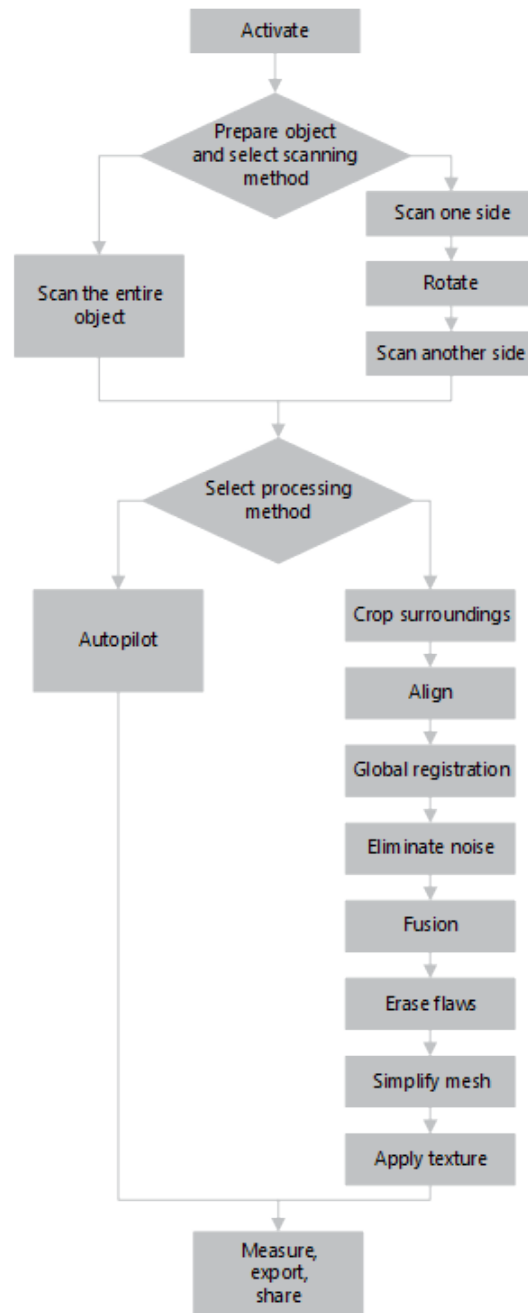 Activate
Prepare object
and select scanning
method
Scan the entire
object
Scan one side
Rotate
Scan another side
Select processing
method
Autopilot
Crop surroundings
Align
Global registration
Eliminate noise
Fusion
Erase flaws
Simplify mesh
Apply texture
Measure,
export,
share